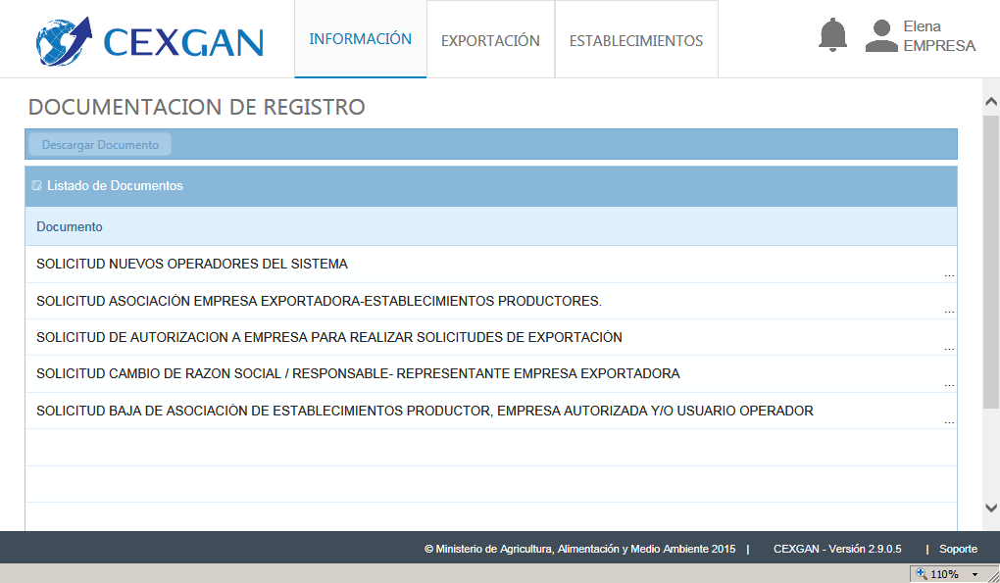 CEXGAN
INFORMACIÓN
EXPORTACIÓN
ESTABLECIMIENTOS
Elena
EMPRESA
DOCUMENTACION DE REGISTRO
Descargar Documento
Listado de Documentos
Documento
SOLICITUD NUEVOS OPERADORES DEL SISTEMA
...
SOLICITUD ASOCIACIÓN EMPRESA EXPORTADORA-ESTABLECIMIENTOS PRODUCTORES.
...
SOLICITUD DE AUTORIZACION A EMPRESA PARA REALIZAR SOLICITUDES DE EXPORTACIÓN
...
SOLICITUD CAMBIO DE RAZON SOCIAL / RESPONSABLE- REPRESENTANTE EMPRESA EXPORTADORA
...
SOLICITUD BAJA DE ASOCIACIÓN DE ESTABLECIMIENTOS PRODUCTOR, EMPRESA AUTORIZADA Y/O USUARIO OPERADOR
...
© Ministerio de Agricultura, Alimentación y Medio Ambiente 2015 | CEXGAN - Versión 2.9.0.5 | Soporte
110%